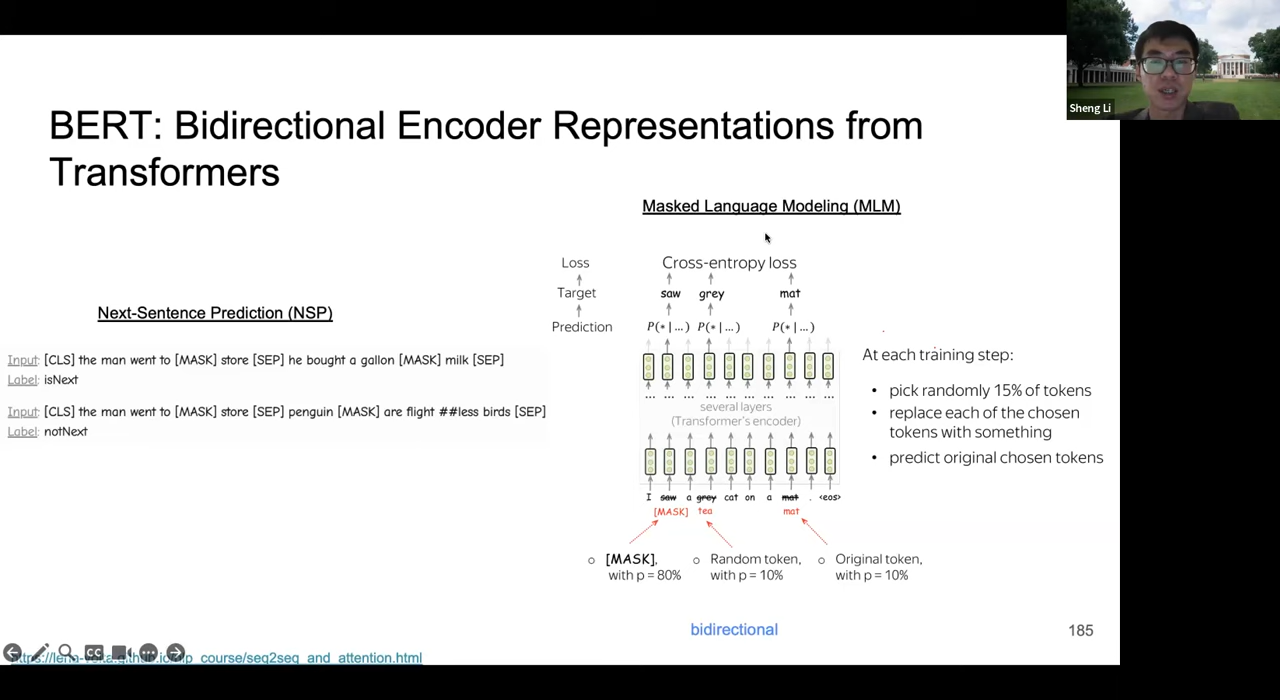 Sheng Li
BERT: Bidirectional Encoder Representations from
Transformers
Next-Sentence Prediction (NSP)
Input: [CLS] the man went to [MASK] store [SEP] he bought a gallon [MASK] milk [SEP]
Label: isNext
Input: [CLS] the man went to [MASK] store [SEP] penguin [MASK] are flight ##less birds [SEP]
Label: notNext
Masked Language Modeling (MLM)
Loss Cross-entropy loss
Target saw grey mat
Prediction P(* | ...) P(* | ...) P(* | ...)
... ... ... ... ... ... ... ... ... ...
several layers
(Transformer's encoder)
I saw a grey cat on a mat . <eos>
[MASK] tea mat
[MASK],
with p = 80%
Random token,
with p = 10%
Original token,
with p = 10%
At each training step:
• pick randomly 15% of tokens
• replace each of the chosen
tokens with something
• predict original chosen tokens
bidirectional
185
CC
course/seq2seq_and_attention.html